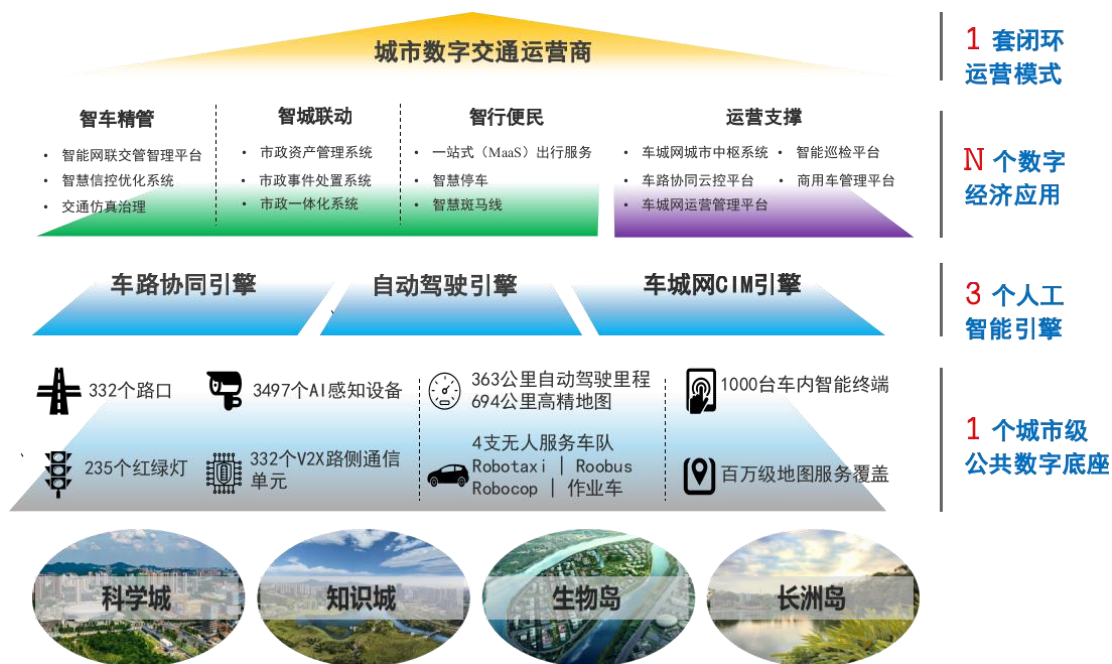 城市数字交通运营商
1 套闭环
运营模式
智车精管
智能网联交管智理平台
智慧信控优化系统
交通仿真治理
智城联动
市政资产管理系统
市政事件处置系统
市政一体化系统
智行便民
一站式（MaaS）出行服务
智慧停车
智慧斑马线
运营支撑
车城网城市中枢系统
智能巡检平台
车路协同云控平台
商用车管理平台
车城网运营管理平台
N 个数字
经济应用
车路协同引擎
自动驾驶引擎
车城网CIM引擎
3 个人工
智能引擎
332个路口
3497个AI感知设备
363公里自动驾驶里程
694公里高精地图
1000台车内智能终端
235个红绿灯
332个V2X路侧通信
单元
4支无人服务车队
Robotaxi | Roobus
Robocop | 作业车
百万级地图服务覆盖
1 个城市级
公共数字底座
科学城
知识城
生物岛
长洲岛